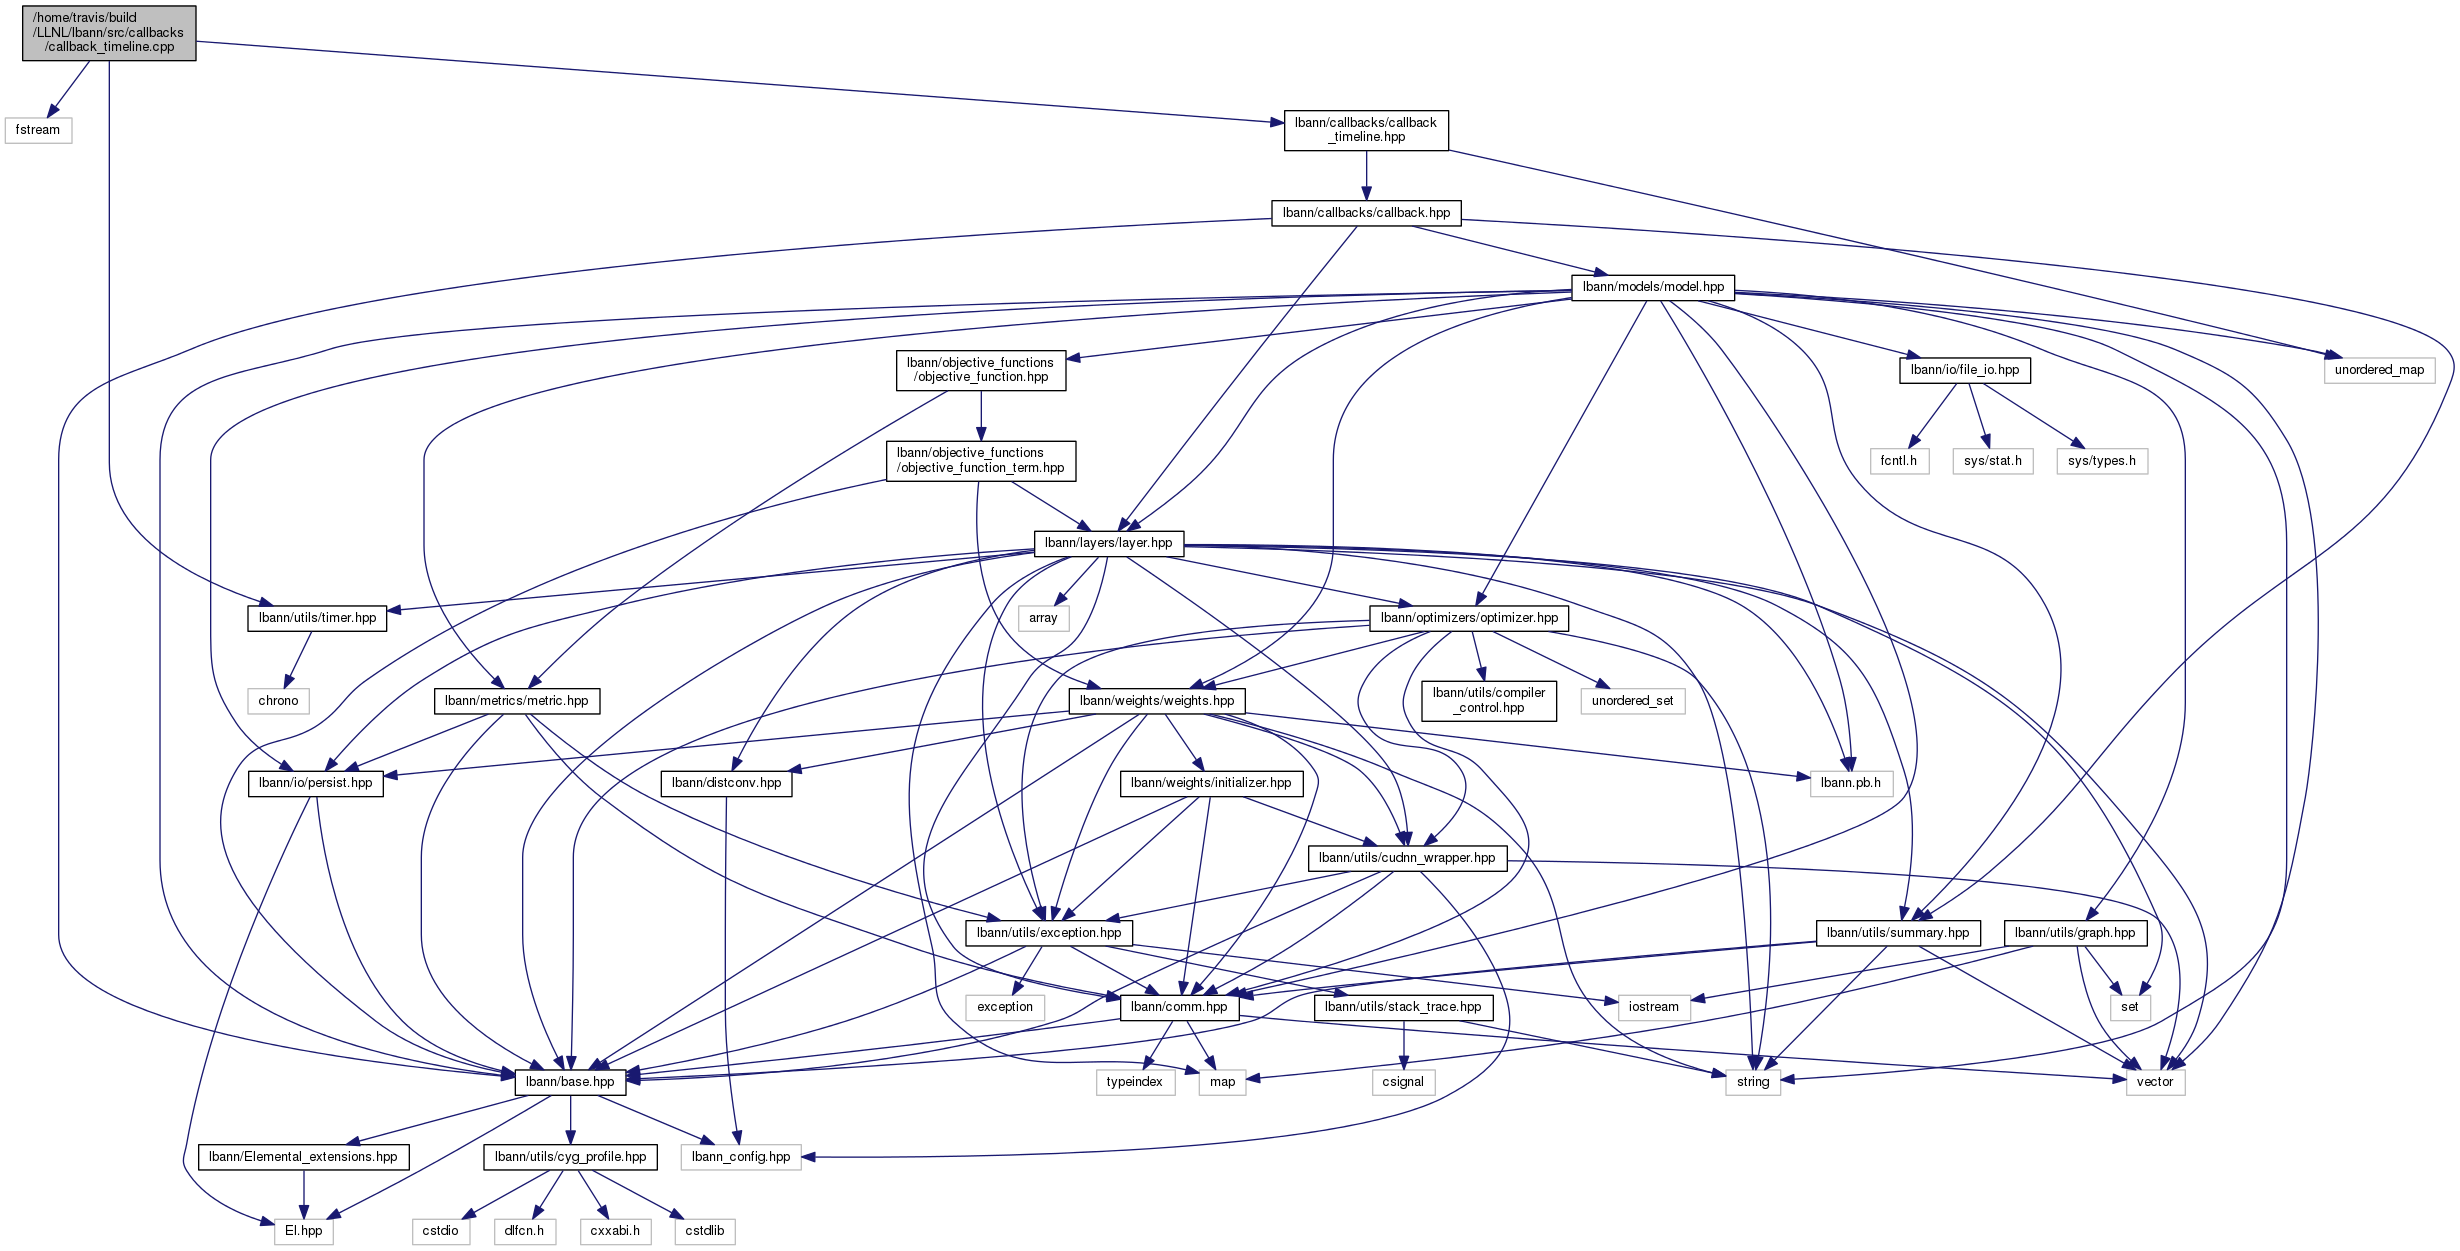 /home/travis/build
/LLNL/lbann/src/callbacks
/callback_timeline.cpp
fstream
lbann/callbacks/callback
_timeline.hpp
lbann/callbacks/callback.hpp
lbann/models/model.hpp
lbann/objective_functions
/objective_function.hpp
lbann/io/file_io.hpp
unordered_map
lbann/objective_functions
/objective_function_term.hpp
fcntl.h
sys/stat.h
sys/types.h
lbann/layers/layer.hpp
lbann/utils/timer.hpp
array
lbann/optimizers/optimizer.hpp
chrono
lbann/metrics/metric.hpp
lbann/weights/weights.hpp
lbann/utils/compiler
_control.hpp
unordered_set
lbann/io/persist.hpp
lbann/distconv.hpp
lbann/weights/initializer.hpp
lbann.pb.h
lbann/utils/cudnn_wrapper.hpp
lbann/utils/exception.hpp
lbann/utils/summary.hpp
lbann/utils/graph.hpp
exception
lbann/comm.hpp
lbann/utils/stack_trace.hpp
iostream
set
lbann/base.hpp
typeindex
map
csignal
string
vector
lbann/Elemental_extensions.hpp
lbann/utils/cyg_profile.hpp
lbann_config.hpp
El.hpp
cstdio
dlfcn.h
cxxabi.h
cstdlib